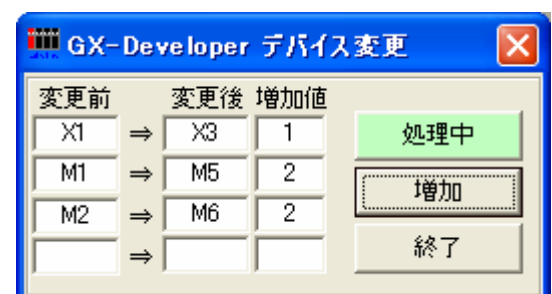 GX-Developer デバイス変更
変更前 変更後 増加値
X1 ⇒ X3 1
処理中
M1 ⇒ M5 2
増加
M2 ⇒ M6 2
⇒
終了